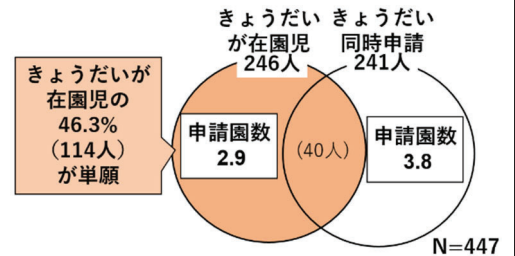 きょうだいが
在園児の
46.3%
（114人）
が単願
きょうだい
が在園児
246人
きょうだい
同時申請
241人
申請園数
2.9
（40人）
申請園数
3.8
N=447